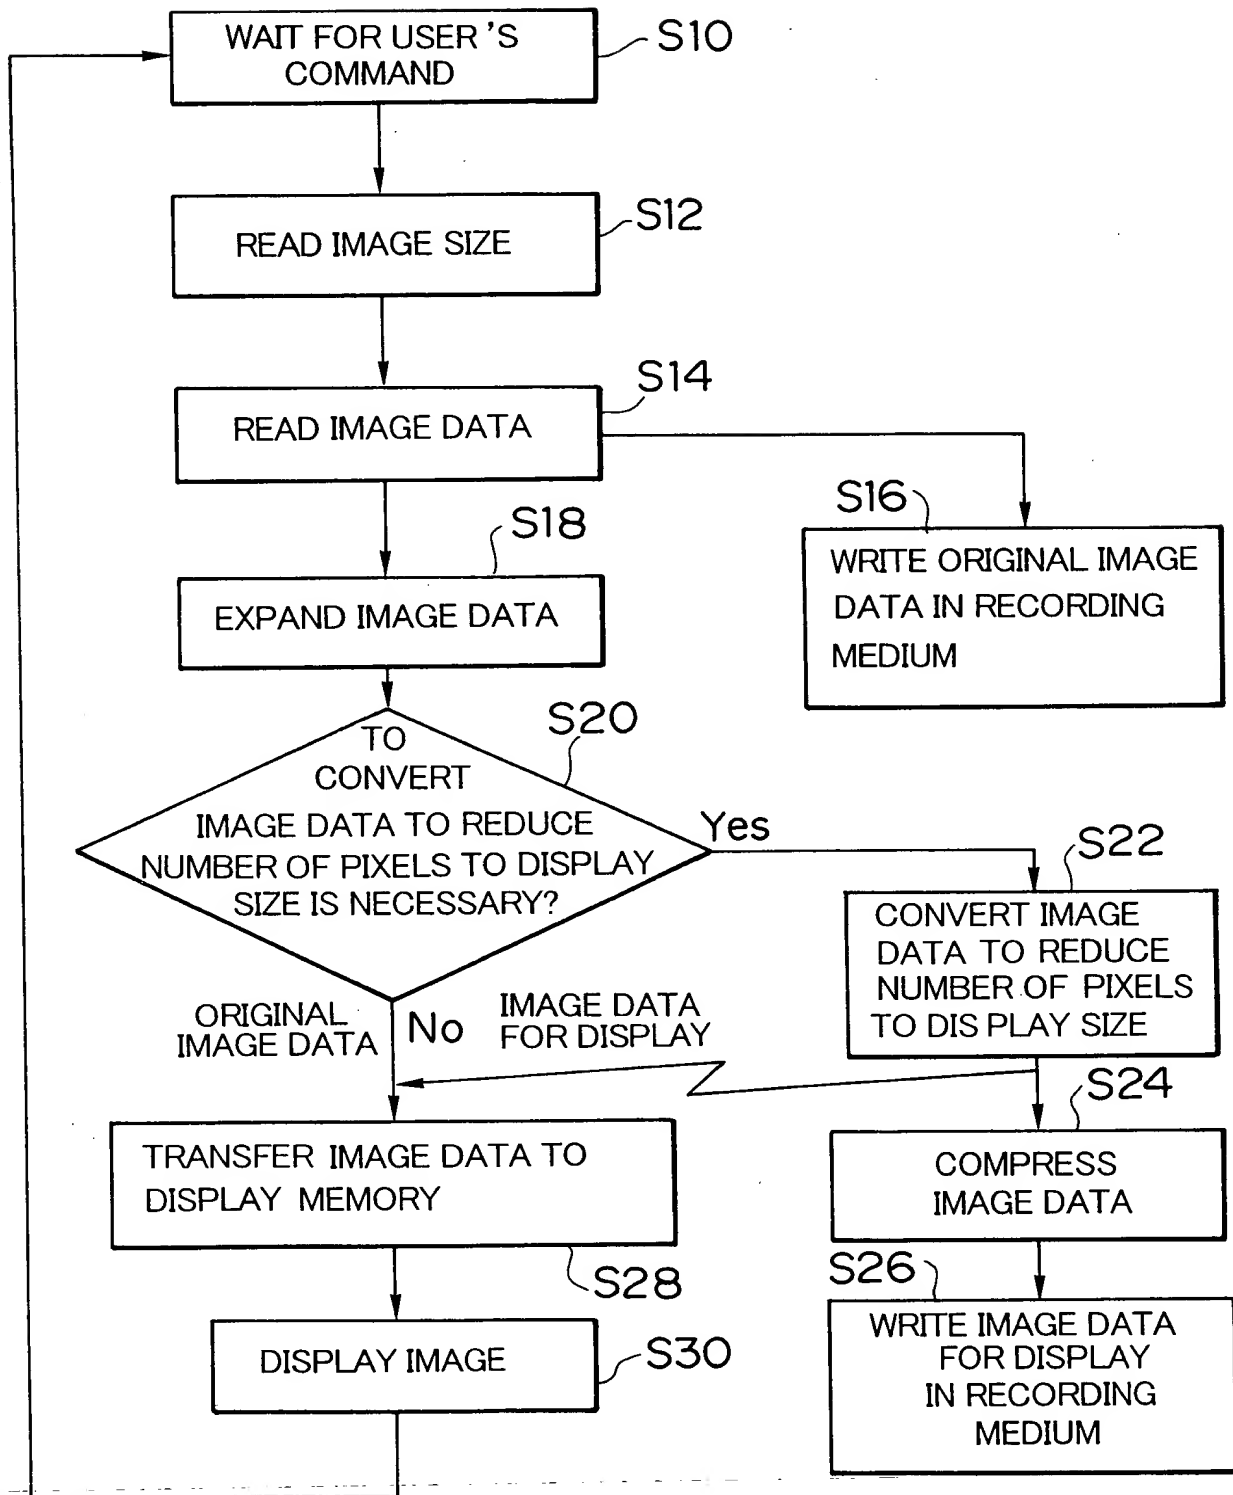 WAIT FOR USER'S
COMMAND
S10
READ IMAGE SIZE
S12
READ IMAGE DATA
S14
S16
WRITE ORIGINAL IMAGE
DATA IN RECORDING
MEDIUM
S18
EXPAND IMAGE DATA
S20
TO
CONVERT
IMAGE DATA TO REDUCE
NUMBER OF PIXELS TO DISPLAY
SIZE IS NECESSARY?
Yes
S22
CONVERT IMAGE
DATA TO REDUCE
NUMBER OF PIXELS
TO DISPLAY SIZE
ORIGINAL
IMAGE DATA
No
IMAGE DATA
FOR DISPLAY
S24
COMPRESS
IMAGE DATA
TRANSFER IMAGE DATA TO
DISPLAY MEMORY
S28
S26
WRITE IMAGE DATA
FOR DISPLAY
IN RECORDING
MEDIUM
DISPLAY IMAGE
S30